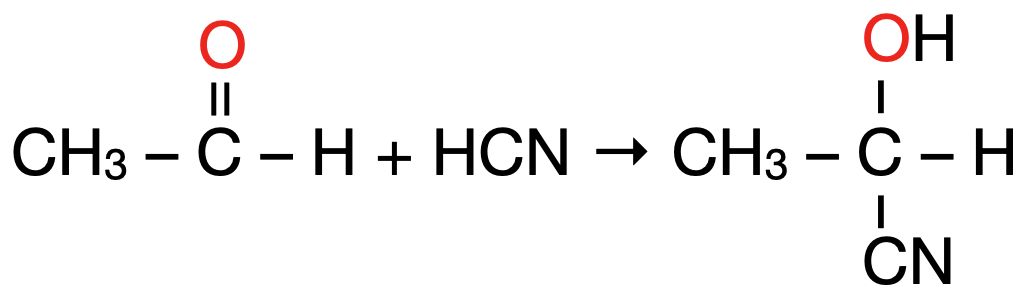 O OH
CH₃ – C – H + HCN → CH₃ – C – H
CN